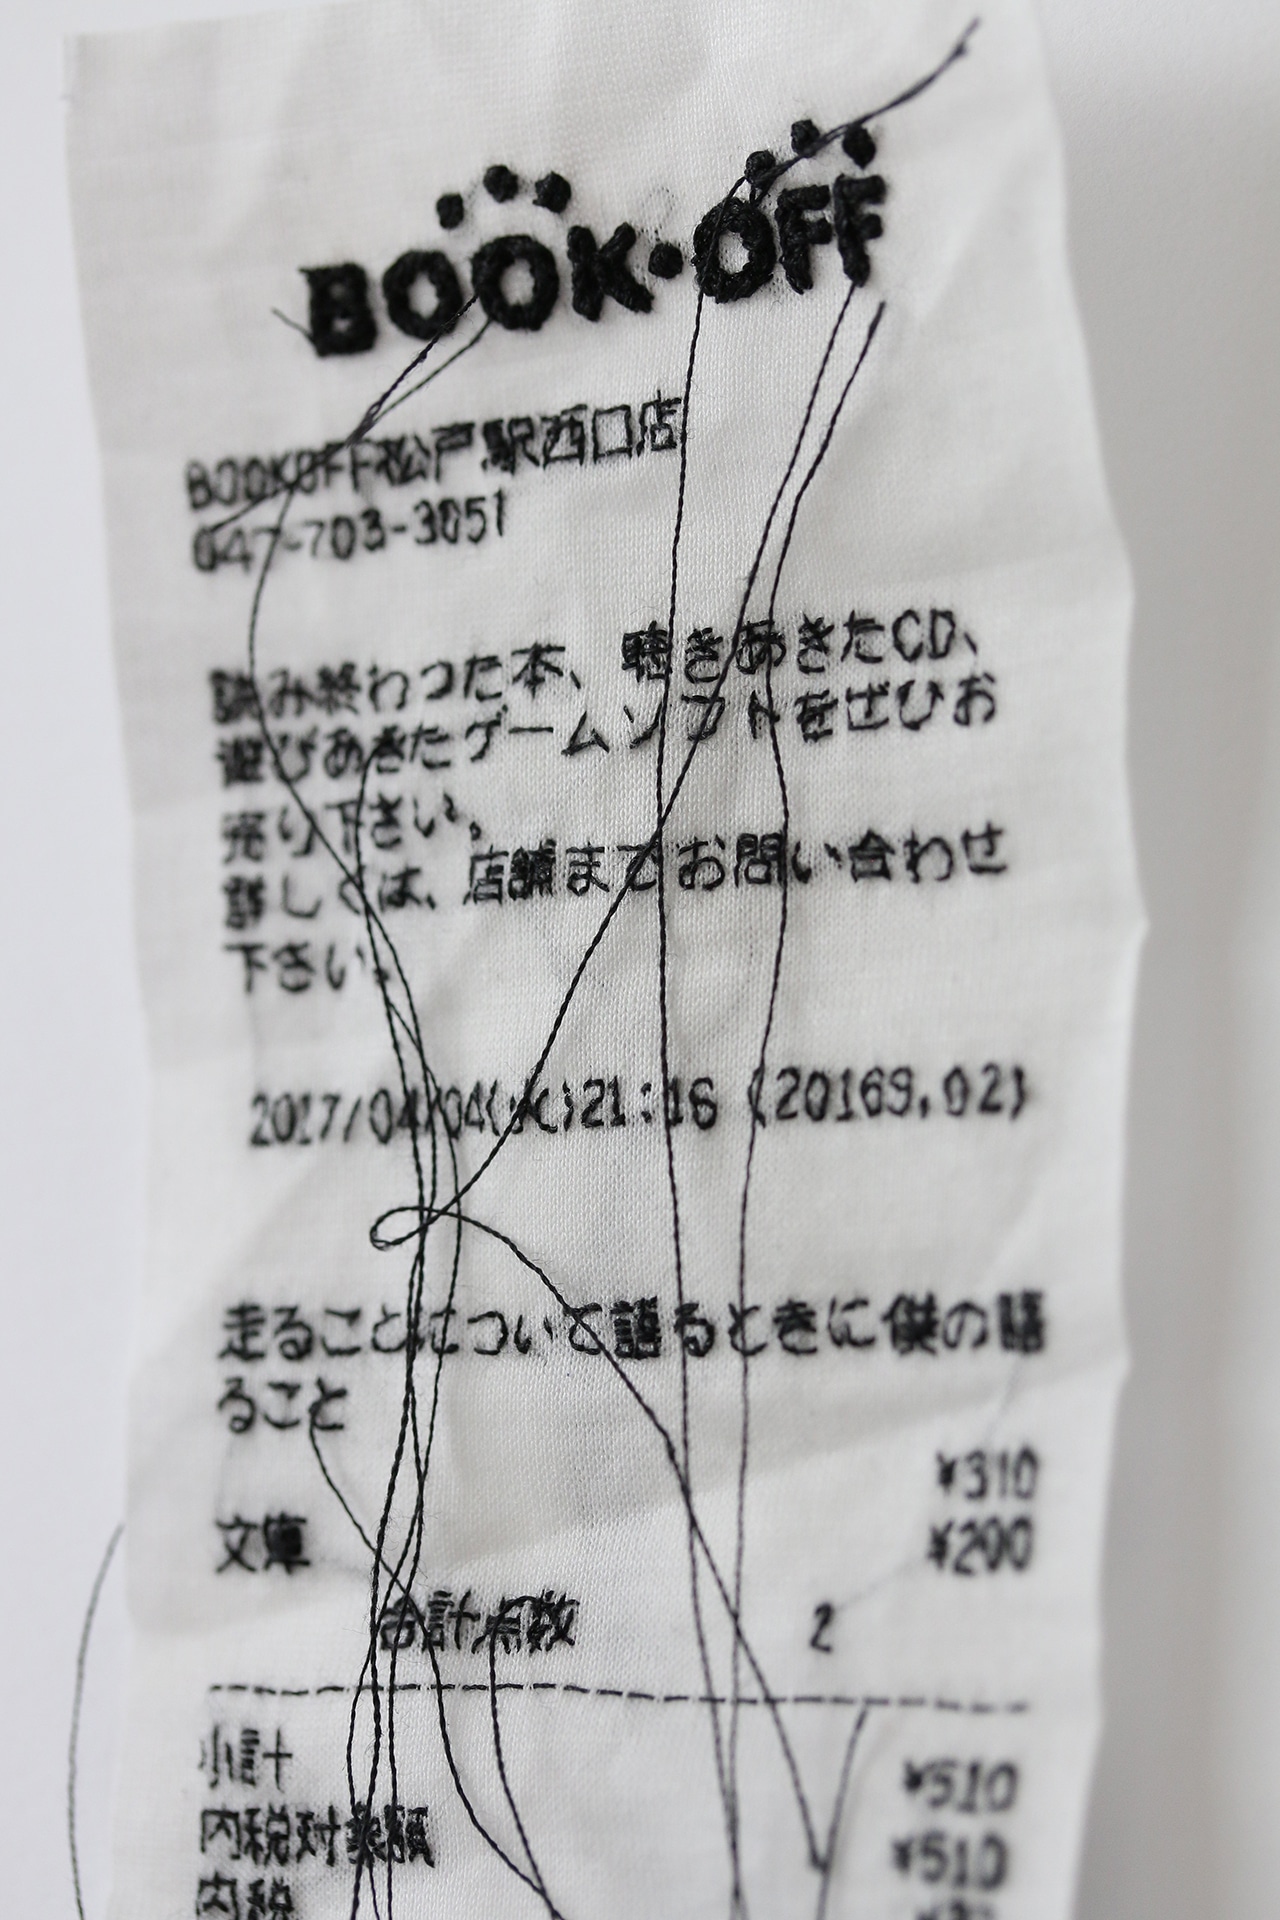 BOOK・OFF
BOOKOFF松戸駅西口店
047-703-3051
読み終わった本、聴きあきたCD、
遊びあきたゲームソフトをぜひお
売り下さい。
詳しくは、店舗までお問い合わせ
下さい。
2017/04/04(火)21:16 (20169.02)
走ることについて語るときに僕の語
ること
¥310
文庫 ¥200
合計点数 2
小計 ¥510
内税対象額 ¥510
内税